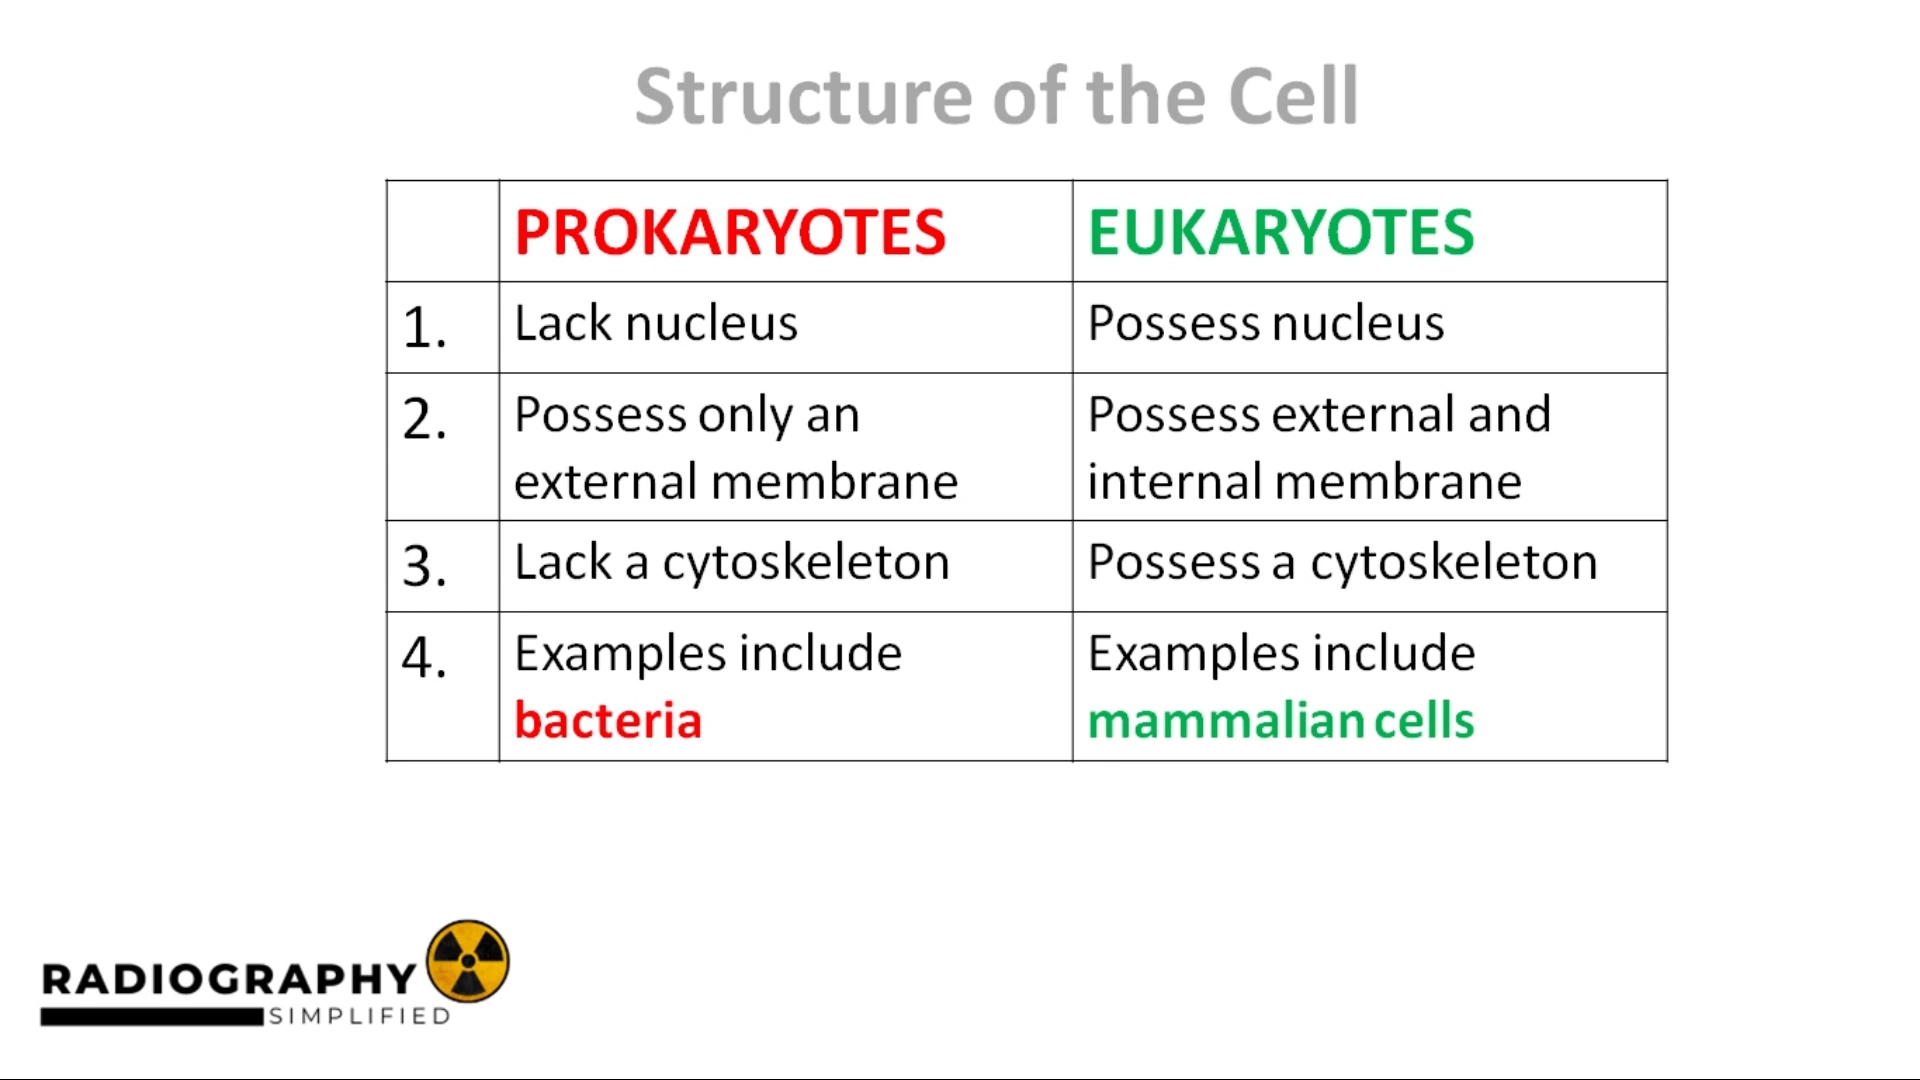 Structure of the Cell
PROKARYOTES
EUKARYOTES
1.
Lack nucleus
Possess nucleus
2.
Possess only an
external membrane
Possess external and
internal membrane
3.
Lack a cytoskeleton
Possess a cytoskeleton
4.
Examples include
bacteria
Examples include
mammalian cells
RADIOGRAPHY
SIMPLIFIED